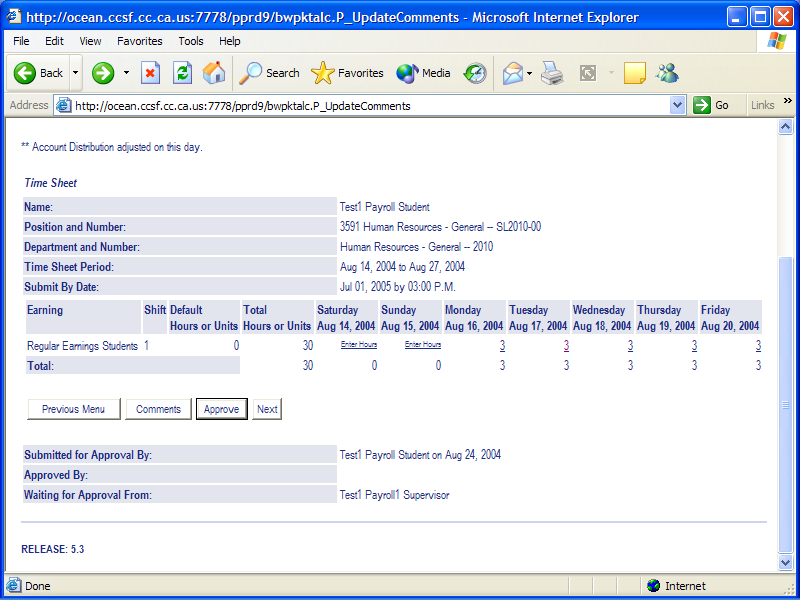 http://ocean.ccsf.cc.ca.us:7778/pprd9/bwpktalc.P_UpdateComments - Microsoft Internet Explorer
File Edit View Favorites Tools Help
Back Search Favorites Media
Address http://ocean.ccsf.cc.ca.us:7778/pprd9/bwpktalc.P_UpdateComments Go Links »
** Account Distribution adjusted on this day.
Time Sheet
Name: Test1 Payroll Student
Position and Number: 3591 Human Resources - General -- SL2010-00
Department and Number: Human Resources - General -- 2010
Time Sheet Period: Aug 14, 2004 to Aug 27, 2004
Submit By Date: Jul 01, 2005 by 03:00 P.M.
Earning Shift Default Total Saturday Sunday Monday Tuesday Wednesday Thursday Friday
Hours or Units Hours or Units Aug 14, 2004 Aug 15, 2004 Aug 16, 2004 Aug 17, 2004 Aug 18, 2004 Aug 19, 2004 Aug 20, 2004
Regular Earnings Students 1 0 30 Enter Hours Enter Hours 3 3 3 3 3
Total: 30 0 0 3 3 3 3 3
Previous Menu Comments Approve Next
Submitted for Approval By: Test1 Payroll Student on Aug 24, 2004
Approved By:
Waiting for Approval From: Test1 Payroll1 Supervisor
RELEASE: 5.3
Done Internet